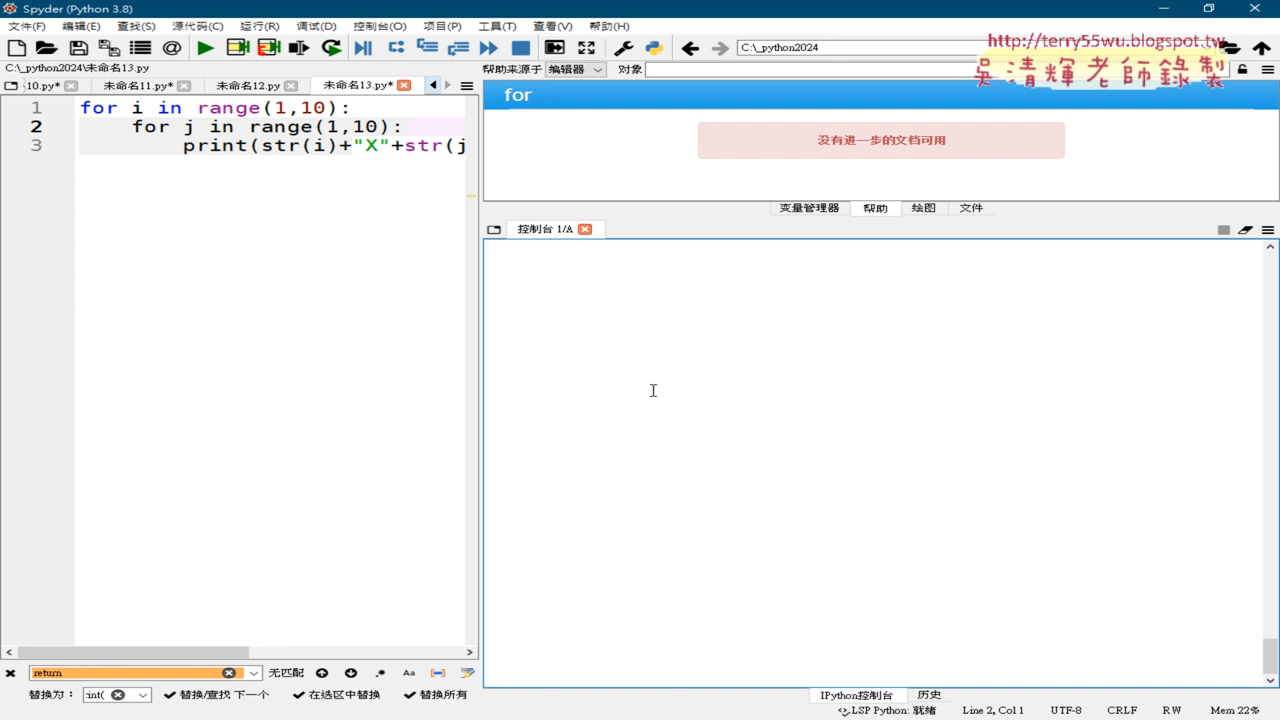 Spyder (Python 3.8)
文件(F) 编辑(E) 查找(S) 源代码(C) 运行(R) 调试(D) 控制台(O) 项目(P) 工具(T) 查看(V) 帮助(H)
C:\_python2024
http://terry55wu.blogspot.tw
吳清輝老師錄製
C:\_python2024\未命名13.py
帮助来源于 编辑器 对象
10.py* 未命名11.py* 未命名12.py 未命名13.py*
for
1 for i in range(1,10):
2 for j in range(1,10):
3 print(str(i)+"X"+str(j
没有进一步的文档可用
变量管理器 帮助 绘图 文件
控制台 1/A
return 无匹配 .* Aa
替换为: int( 替换/查找 下一个 在选区中替换 替换所有
IPython控制台 历史
LSP Python: 就绪 Line 2, Col 1 UTF-8 CRLF RW Mem 22%